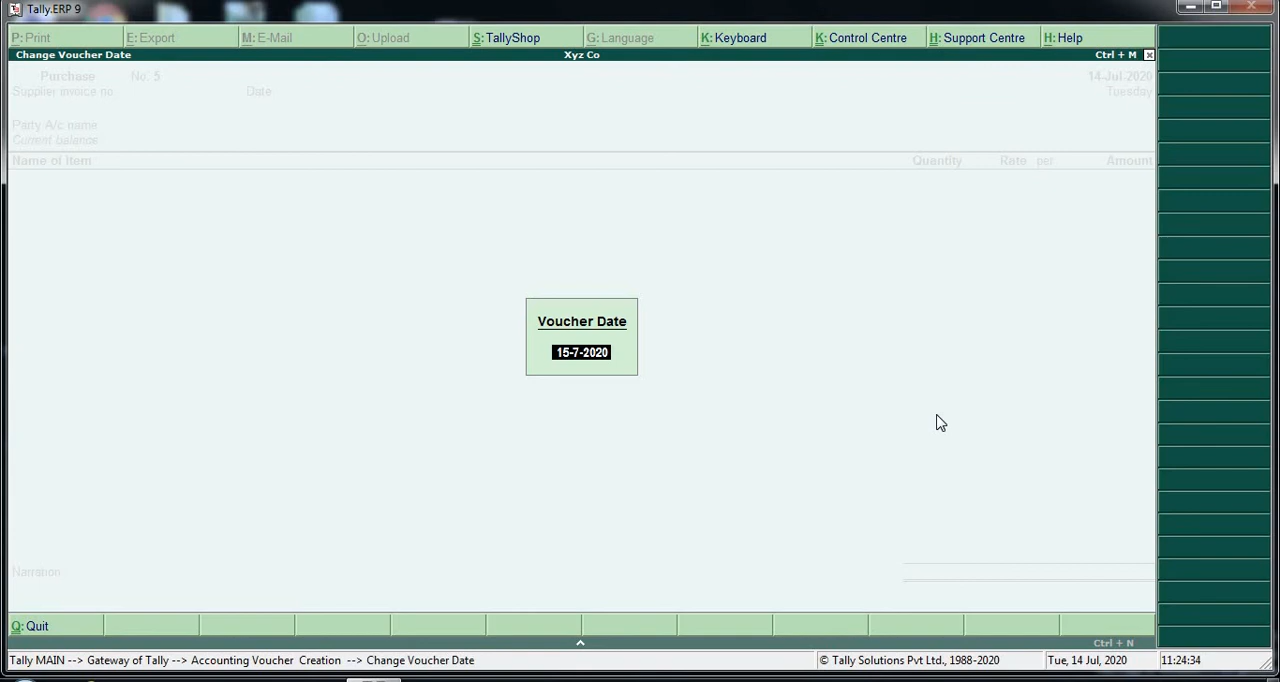 Tally.ERP 9
P: Print E: Export M: E-Mail O: Upload S: TallyShop G: Language K: Keyboard K: Control Centre H: Support Centre H: Help
Change Voucher Date Xyz Co Ctrl + M
Purchase No. 5 14-Jul-2020
Supplier invoice no. Date Tuesday
Party A/c name
Current balance
Name of Item Quantity Rate per Amount
Voucher Date
15-7-2020
Narration
Q: Quit
Ctrl + N
Tally MAIN --> Gateway of Tally --> Accounting Voucher Creation --> Change Voucher Date © Tally Solutions Pvt Ltd., 1988-2020 Tue, 14 Jul, 2020 11:24:34